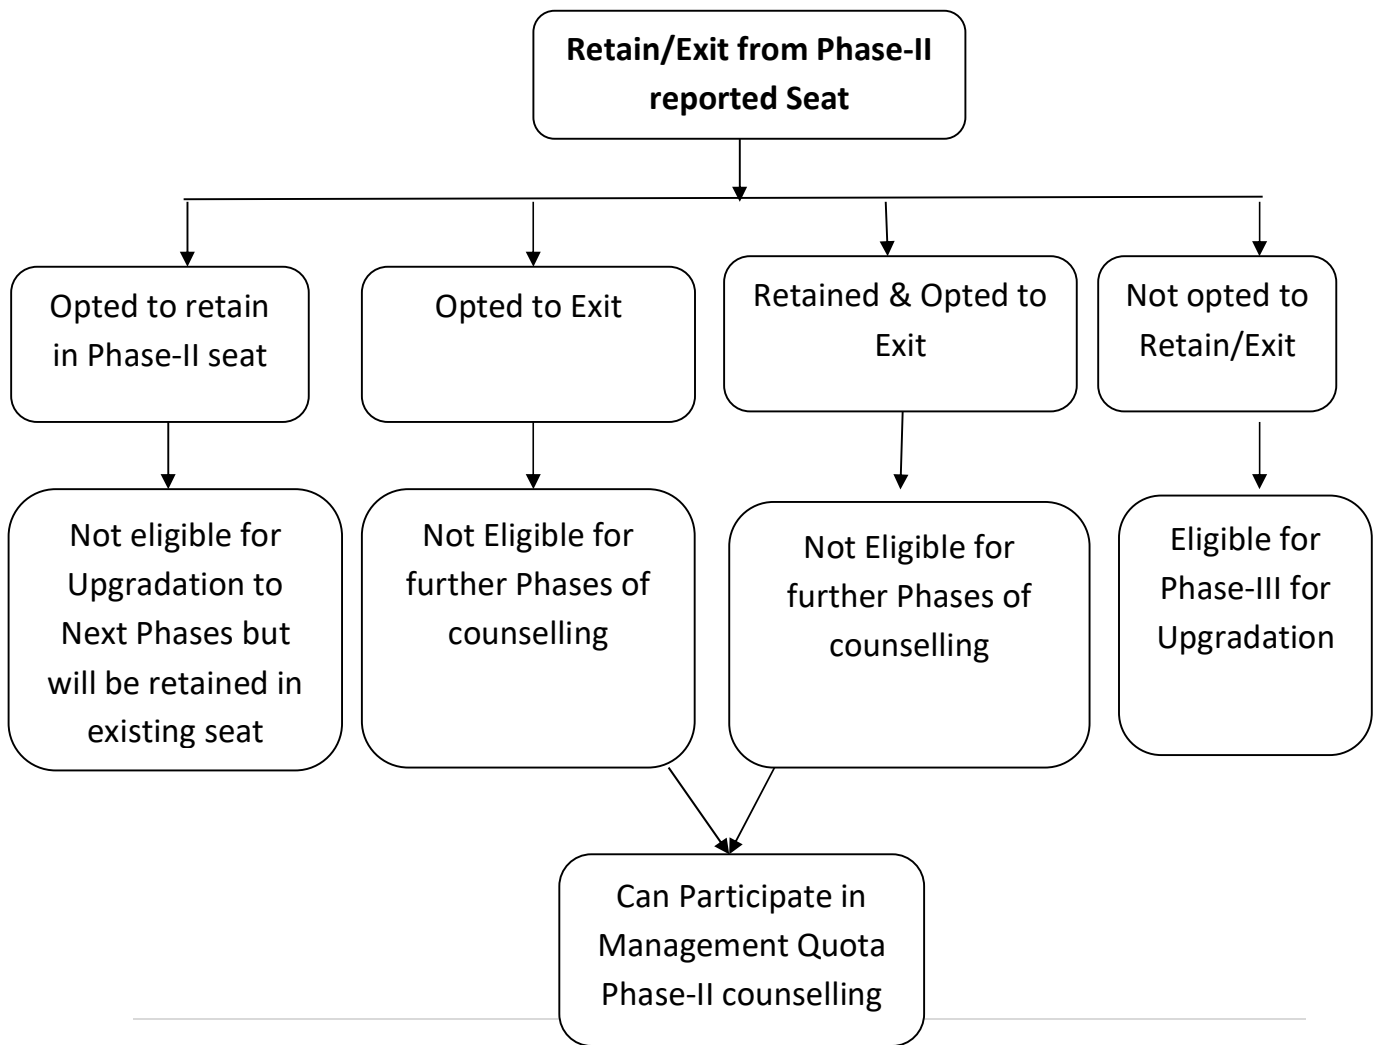 Retain/Exit from Phase-II
reported Seat
Opted to retain
in Phase-II seat
Opted to Exit
Retained & Opted to
Exit
Not opted to
Retain/Exit
Not eligible for
Upgradation to
Next Phases but
will be retained in
existing seat
Not Eligible for
further Phases of
counselling
Not Eligible for
further Phases of
counselling
Eligible for
Phase-III for
Upgradation
Can Participate in
Management Quota
Phase-II counselling